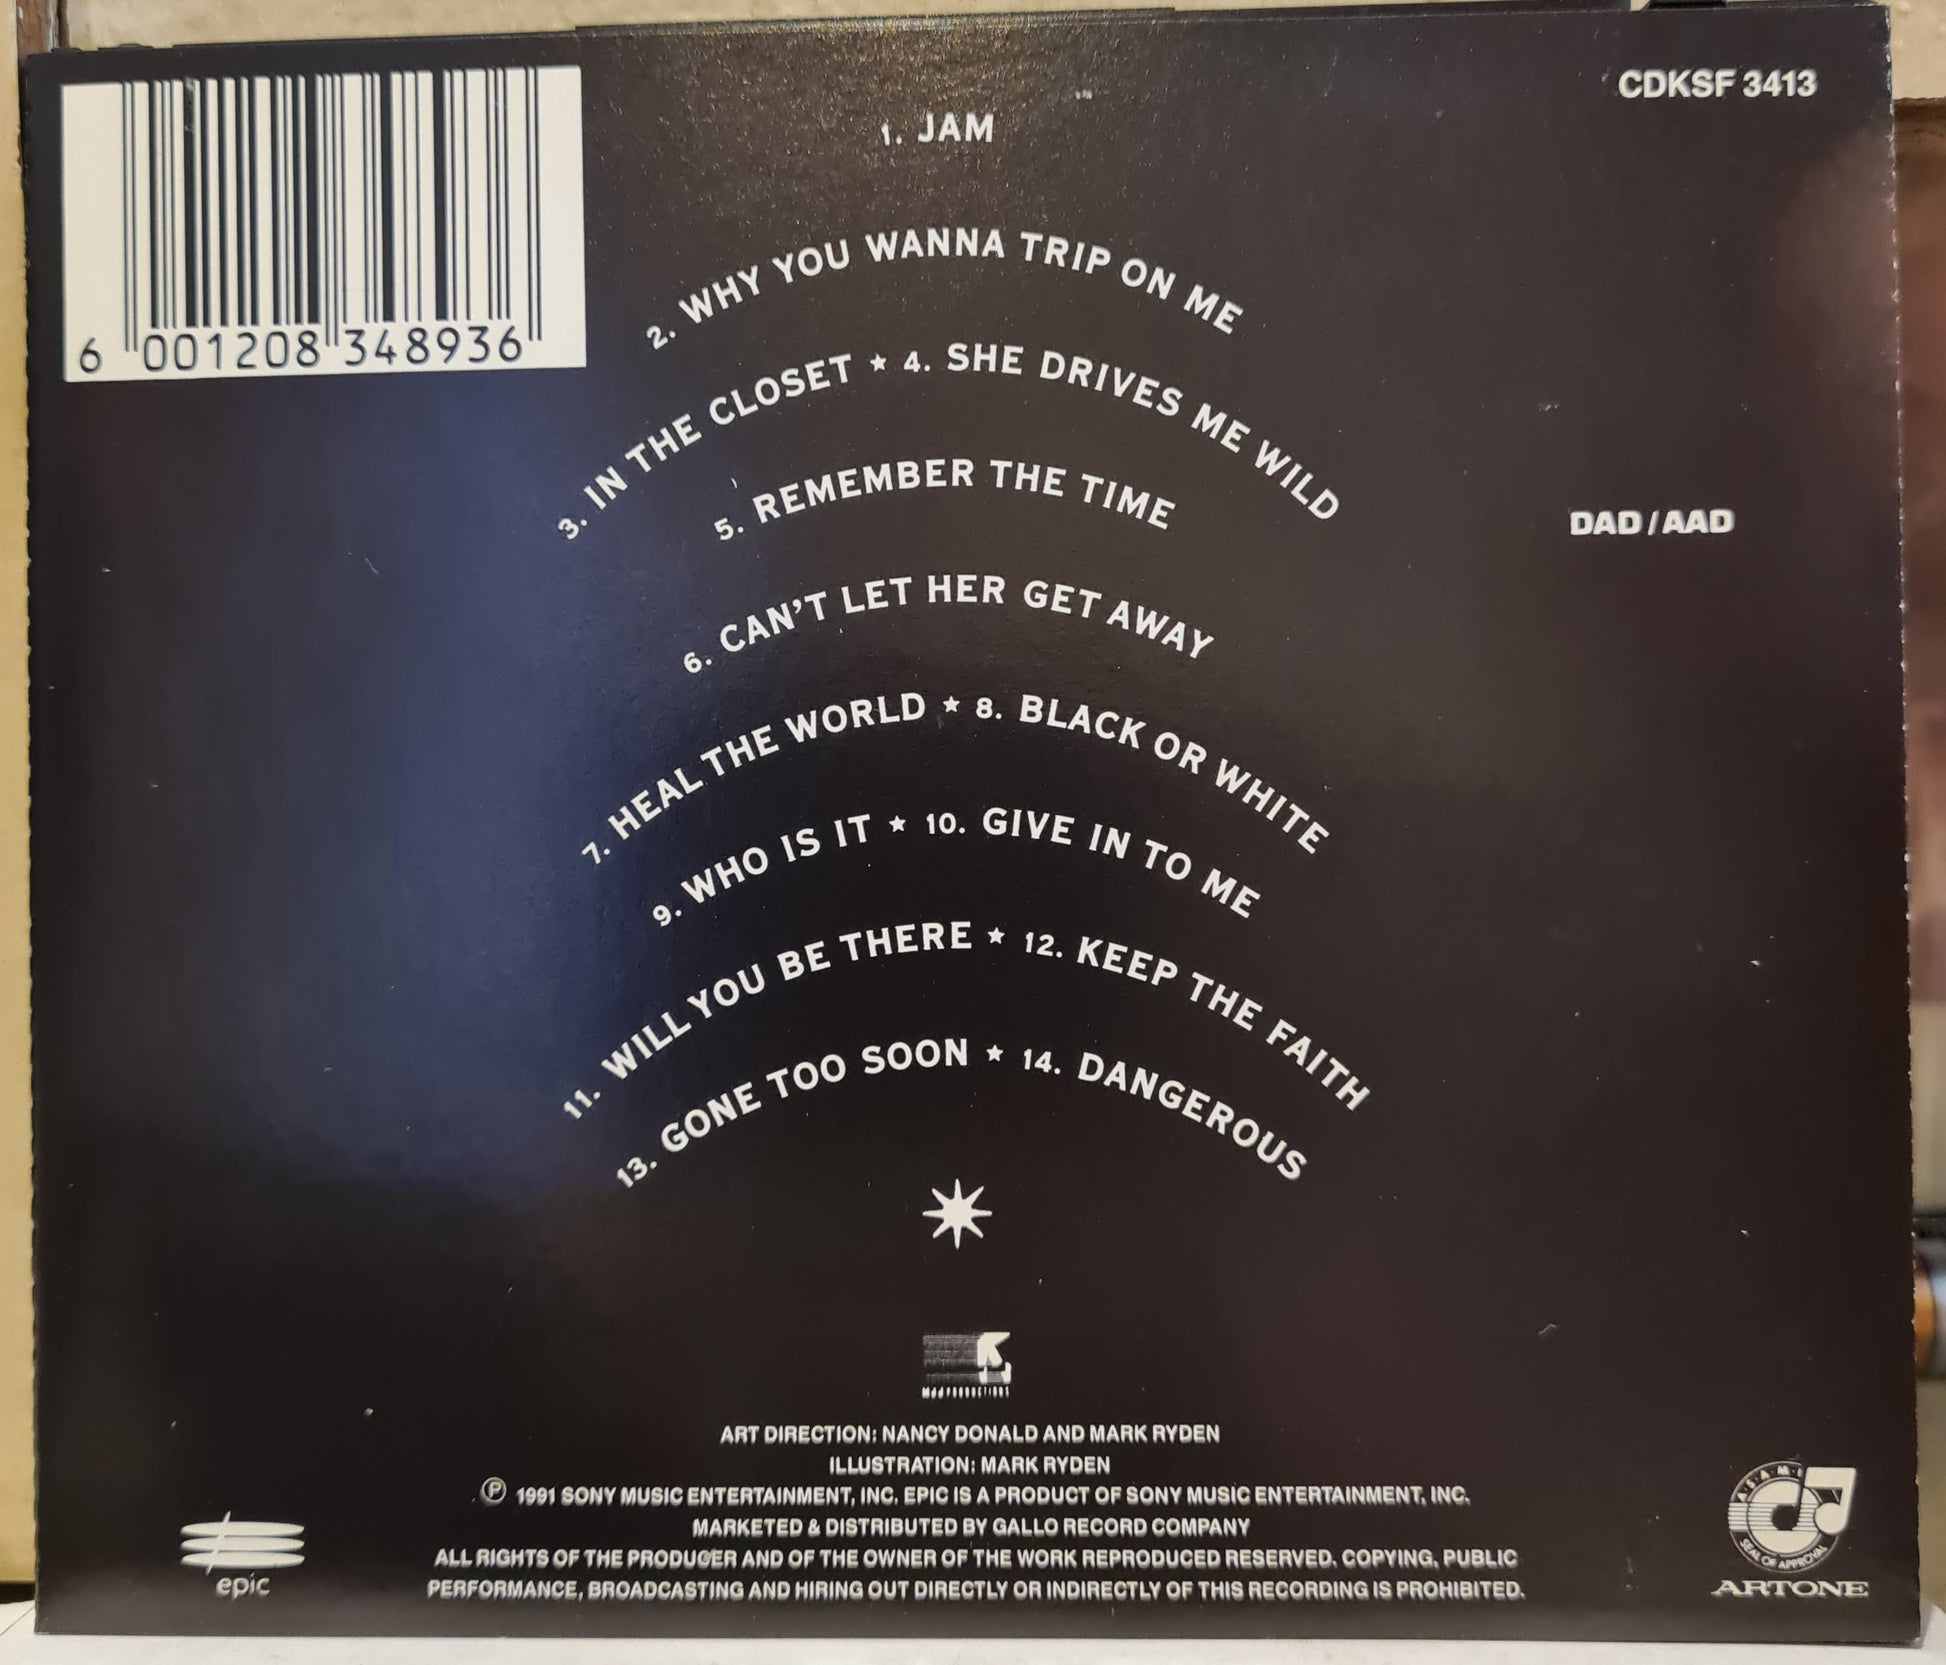 CDKSF 3413
6 001208 348936
1. JAM
2. WHY YOU WANNA TRIP ON ME
3. IN THE CLOSET ★ 4. SHE DRIVES ME WILD
5. REMEMBER THE TIME
DAD / AAD
6. CAN'T LET HER GET AWAY
7. HEAL THE WORLD ★ 8. BLACK OR WHITE
9. WHO IS IT ★ 10. GIVE IN TO ME
11. WILL YOU BE THERE ★ 12. KEEP THE FAITH
13. GONE TOO SOON ★ 14. DANGEROUS
MJJ PRODUCTIONS
ART DIRECTION: NANCY DONALD AND MARK RYDEN
ILLUSTRATION: MARK RYDEN
℗ 1991 SONY MUSIC ENTERTAINMENT, INC. EPIC IS A PRODUCT OF SONY MUSIC ENTERTAINMENT, INC.
MARKETED & DISTRIBUTED BY GALLO RECORD COMPANY
ALL RIGHTS OF THE PRODUCER AND OF THE OWNER OF THE WORK REPRODUCED RESERVED. COPYING, PUBLIC
PERFORMANCE, BROADCASTING AND HIRING OUT DIRECTLY OR INDIRECTLY OF THIS RECORDING IS PROHIBITED.
epic
A·S·A·M·I
SEAL OF APPROVAL
ARTONE